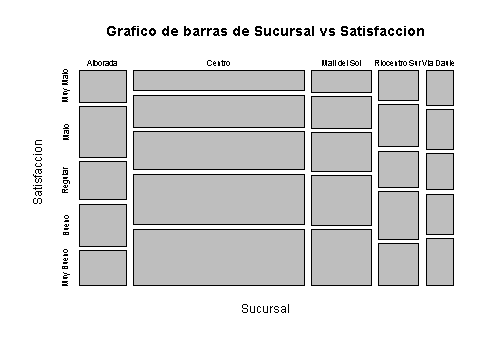 Grafico de barras de Sucursal vs Satisfaccion
Alborada Centro Mall del Sol Riocentro Sur Via Daule
Muy Malo
Malo
Regular
Bueno
Muy Bueno
Satisfaccion
Sucursal